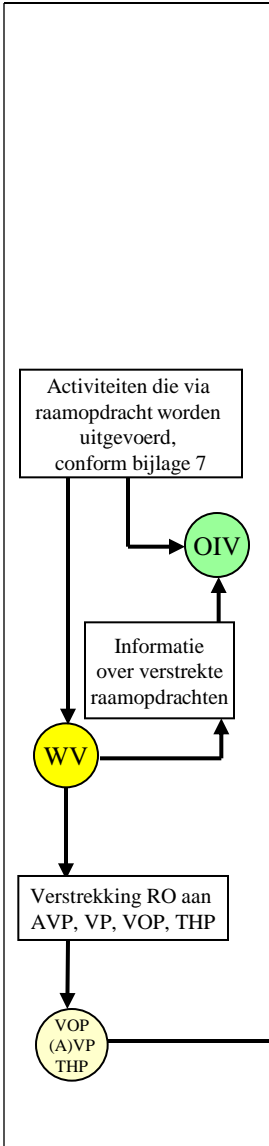 Activiteiten die via
raamopdracht worden
uitgevoerd,
conform bijlage 7
OIV
Informatie
over verstrekte
raamopdrachten
WV
Verstrekking RO aan
AVP, VP, VOP, THP
VOP
(A)VP
THP